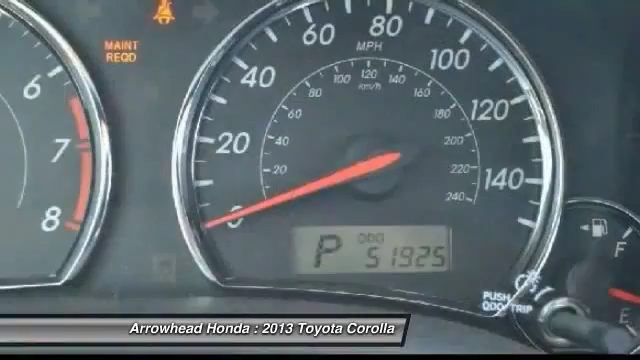 MAINT
REQD
6
7
8
0
20
40
60
80
100
120
140
MPH
20
40
60
80
100
120
140
160
180
200
220
240
km/h
P
ODO
51925
PUSH
ODO/TRIP
F
E
Arrowhead Honda : 2013 Toyota Corolla